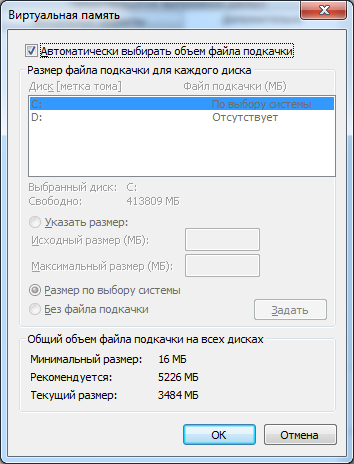 Виртуальная память
Автоматически выбирать объем файла подкачки
Размер файла подкачки для каждого диска
Диск [метка тома] Файл подкачки (МБ)
C: По выбору системы
D: Отсутствует
Выбранный диск: C:
Свободно: 413809 МБ
Указать размер:
Исходный размер (МБ):
Максимальный размер (МБ):
Размер по выбору системы
Без файла подкачки Задать
Общий объем файла подкачки на всех дисках
Минимальный размер: 16 МБ
Рекомендуется: 5226 МБ
Текущий размер: 3484 МБ
ОК Отмена